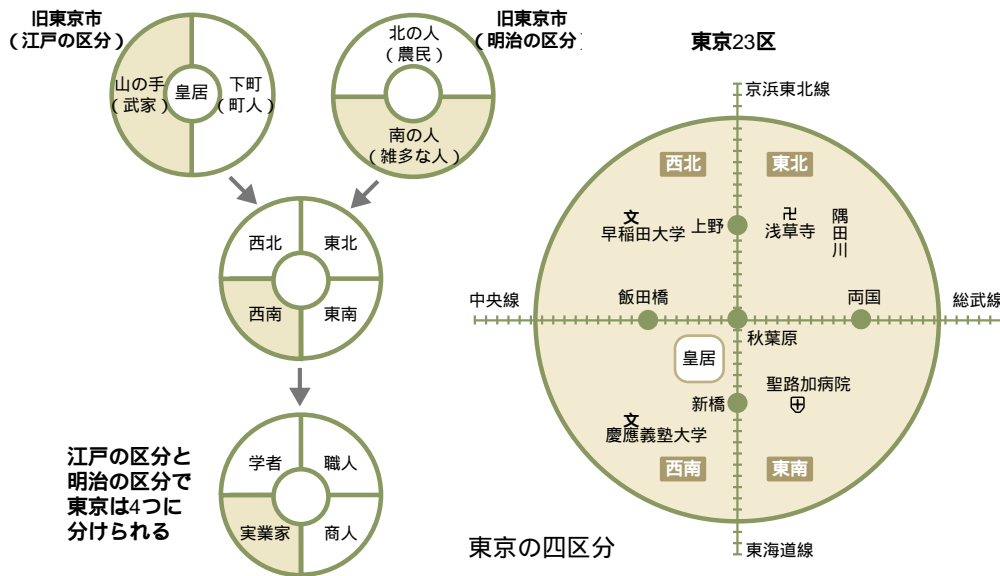 旧東京市
（江戸の区分）
山の手
（武家）
皇居
下町
（町人）
旧東京市
（明治の区分）
北の人
（農民）
南の人
（雑多な人）
西北
東北
西南
東南
江戸の区分と
明治の区分で
東京は4つに
分けられる
学者
職人
実業家
商人
東京23区
京浜東北線
西北
東北
文
早稲田大学
上野
卍
浅草寺
隅田川
中央線
飯田橋
両国
総武線
秋葉原
皇居
聖路加病院
新橋
文
慶應義塾大学
西南
東南
東海道線
東京の四区分